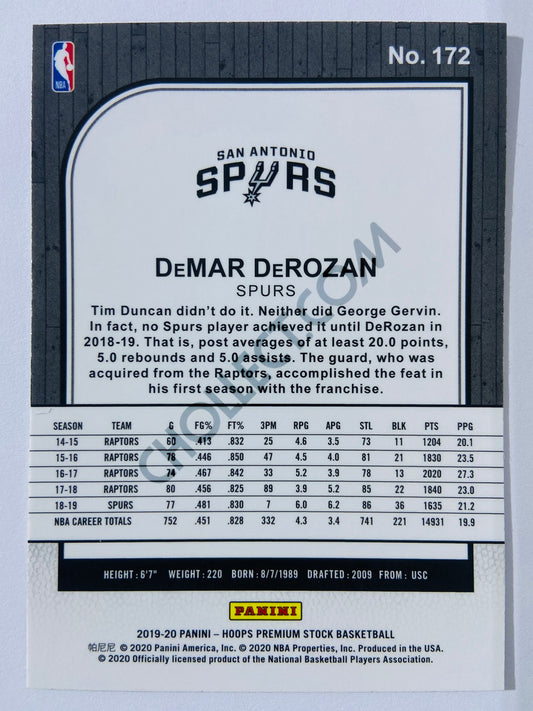 NBA
No. 172
SAN ANTONIO
SPURS
DeMAR DeROZAN
SPURS
Tim Duncan didn't do it. Neither did George Gervin.
In fact, no Spurs player achieved it until DeRozan in
2018-19. That is, post averages of at least 20.0 points,
5.0 rebounds and 5.0 assists. The guard, who was
acquired from the Raptors, accomplished the feat in
his first season with the franchise.
SEASON TEAM G FG% FT% 3PM RPG APG STL BLK PTS PPG
14-15 RAPTORS 60 .413 .832 25 4.6 3.5 73 11 1204 20.1
15-16 RAPTORS 78 .446 .850 47 4.5 4.0 81 21 1830 23.5
16-17 RAPTORS 74 .467 .842 33 5.2 3.9 78 13 2020 27.3
17-18 RAPTORS 80 .456 .825 89 3.9 5.2 85 22 1840 23.0
18-19 SPURS 77 .481 .830 7 6.0 6.2 86 36 1635 21.2
NBA CAREER TOTALS 752 .451 .828 332 4.3 3.4 741 221 14931 19.9
HEIGHT: 6'7" WEIGHT: 220 BORN: 8/7/1989 DRAFTED: 2009 FROM: USC
PANINI
2019-20 PANINI – HOOPS PREMIUM STOCK BASKETBALL
帕尼尼 © 2020 Panini America, Inc. © 2020 NBA Properties, Inc. Produced in the USA.
© 2020 Officially licensed product of the National Basketball Players Association.
CHOLLECT.COM